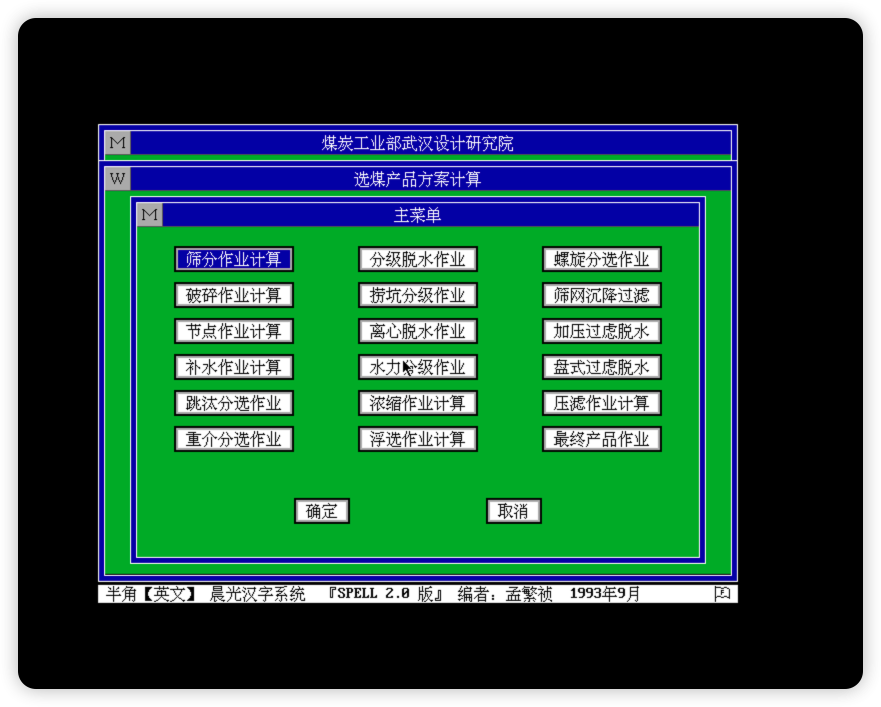 M 煤炭工业部武汉设计研究院
W 选煤产品方案计算
M 主菜单
筛分作业计算 分级脱水作业 螺旋分选作业
破碎作业计算 捞坑分级作业 筛网沉降过滤
节点作业计算 离心脱水作业 加压过虑脱水
补水作业计算 水力分级作业 盘式过虑脱水
跳汰分选作业 浓缩作业计算 压滤作业计算
重介分选作业 浮选作业计算 最终产品作业
确定 取消
半角【英文】 晨光汉字系统 『SPELL 2.0 版』 编者：孟繁祯 1993年9月